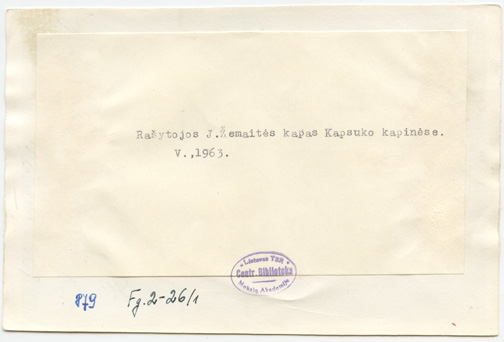 Rašytojos J.Žemaitės kapas Kapsuko kapinėse.
V.,1963.
Lietuvos TSR
Centr. Biblioteka
Mokslų Akademija
879 Fg.2-26/1